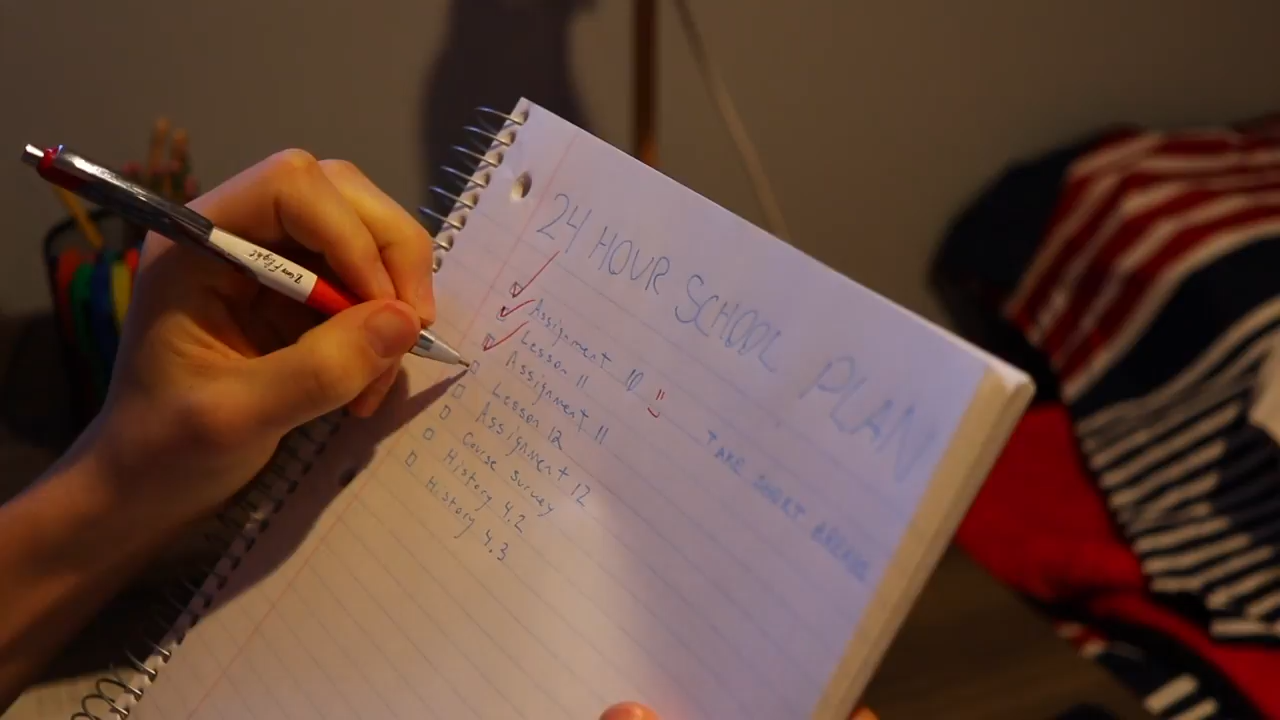 24 HOUR SCHOOL PLAN
Assignment 10 !!
Lesson 11
Assignment 11
Lesson 12
Assignment 12
Course survey
History 4.2
History 4.3
TAKE SHORT BREAKS